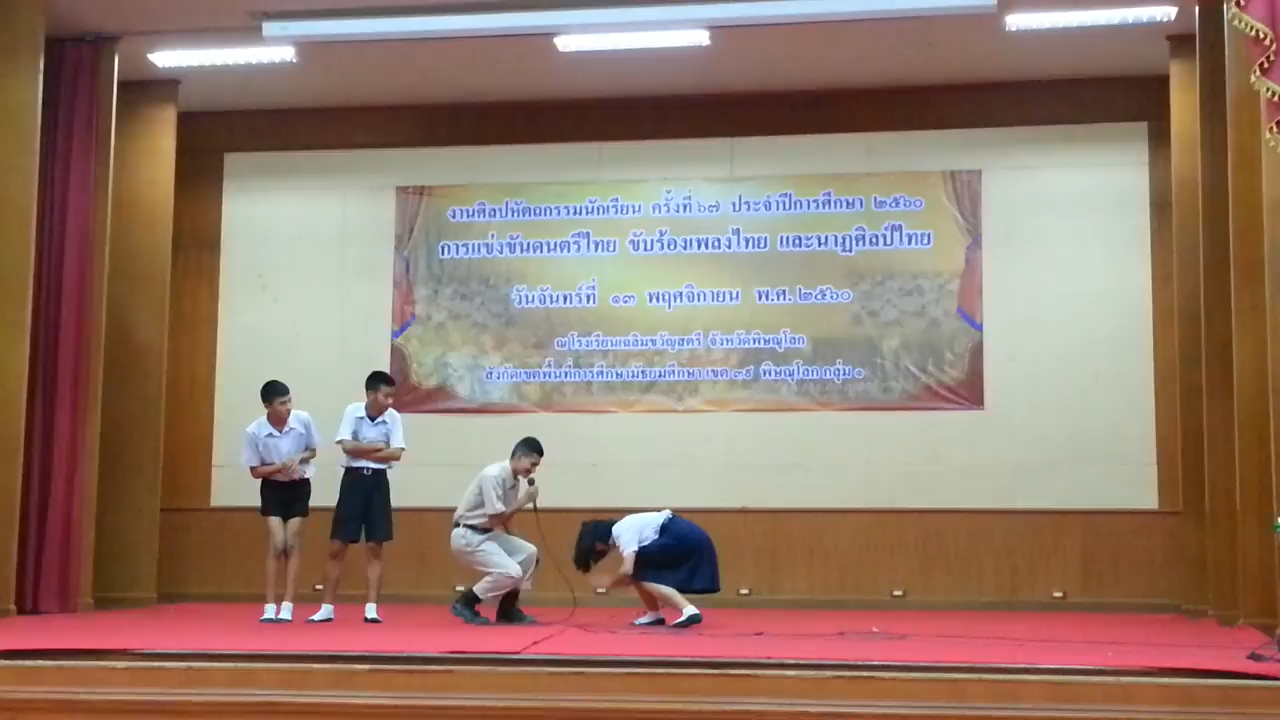 งานศิลปหัตถกรรมนักเรียน ครั้งที่ ๖๗ ประจำปีการศึกษา ๒๕๖๐
การแข่งขันดนตรีไทย ขับร้องเพลงไทย และนาฏศิลป์ไทย
วันจันทร์ที่ ๑๓ พฤศจิกายน พ.ศ. ๒๕๖๐
ณ โรงเรียนเฉลิมขวัญสตรี จังหวัดพิษณุโลก
สังกัดเขตพื้นที่การศึกษามัธยมศึกษา เขต ๓๙ พิษณุโลก กลุ่ม ๑